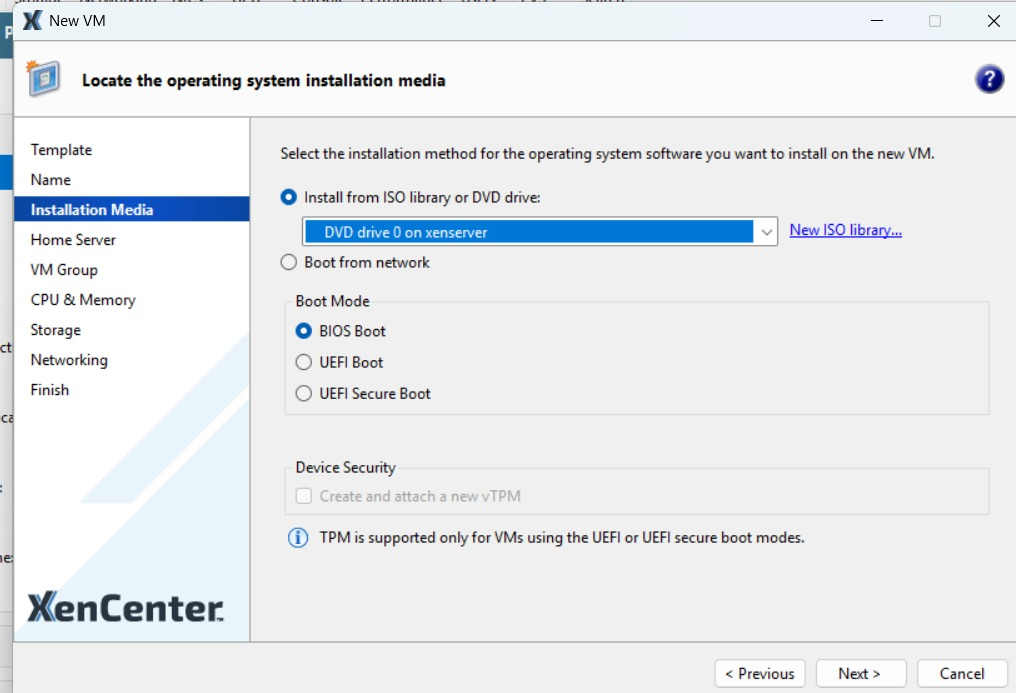 New VM
Locate the operating system installation media
?
Template
Name
Installation Media
Home Server
VM Group
CPU & Memory
Storage
Networking
Finish
XenCenter
Select the installation method for the operating system software you want to install on the new VM.
Install from ISO library or DVD drive:
DVD drive 0 on xenserver
New ISO library...
Boot from network
Boot Mode
BIOS Boot
UEFI Boot
UEFI Secure Boot
Device Security
Create and attach a new vTPM
TPM is supported only for VMs using the UEFI or UEFI secure boot modes.
< Previous
Next >
Cancel